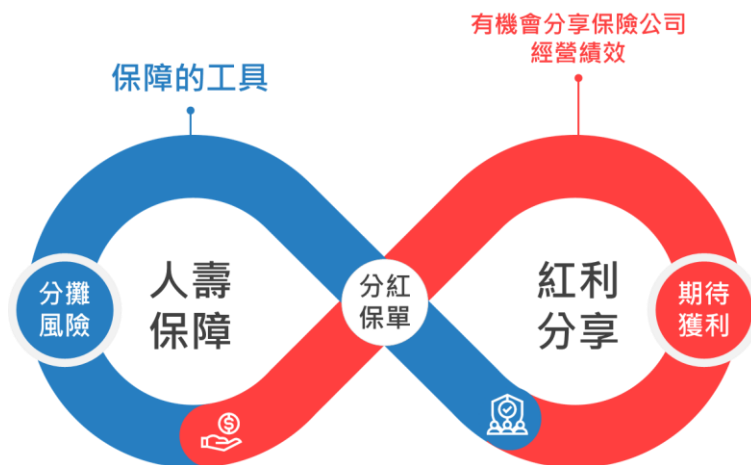 有機會分享保險公司
經營績效
保障的工具
分攤
風險
人壽
保障
分紅
保單
紅利
分享
期待
獲利
$